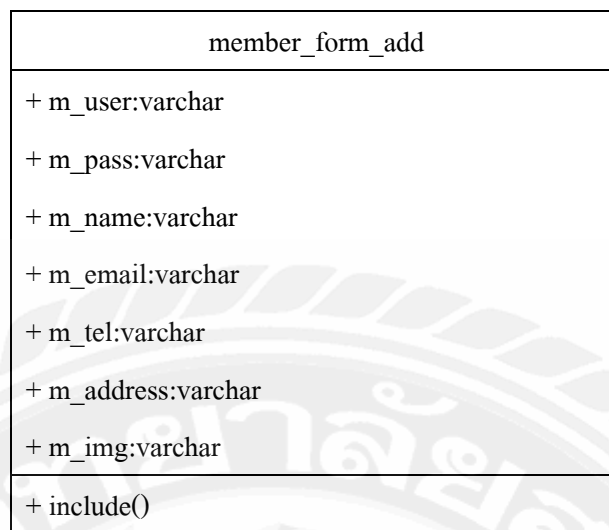 member_form_add
+ m_user:varchar
+ m_pass:varchar
+ m_name:varchar
+ m_email:varchar
+ m_tel:varchar
+ m_address:varchar
+ m_img:varchar
+ include()